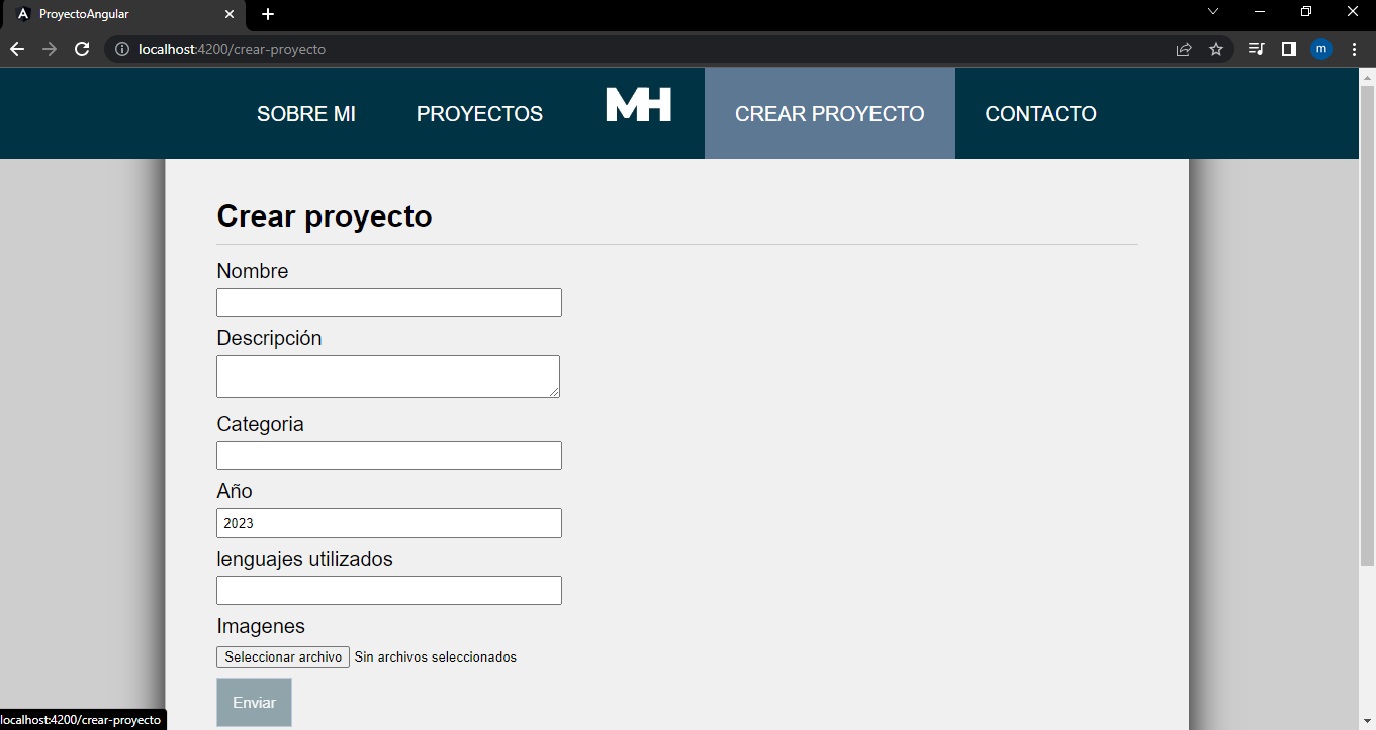 ProyectoAngular
localhost:4200/crear-proyecto
m
SOBRE MI PROYECTOS MH CREAR PROYECTO CONTACTO
Crear proyecto
Nombre
Descripción
Categoria
Año
2023
lenguajes utilizados
Imagenes
Seleccionar archivo Sin archivos seleccionados
Enviar
localhost:4200/crear-proyecto